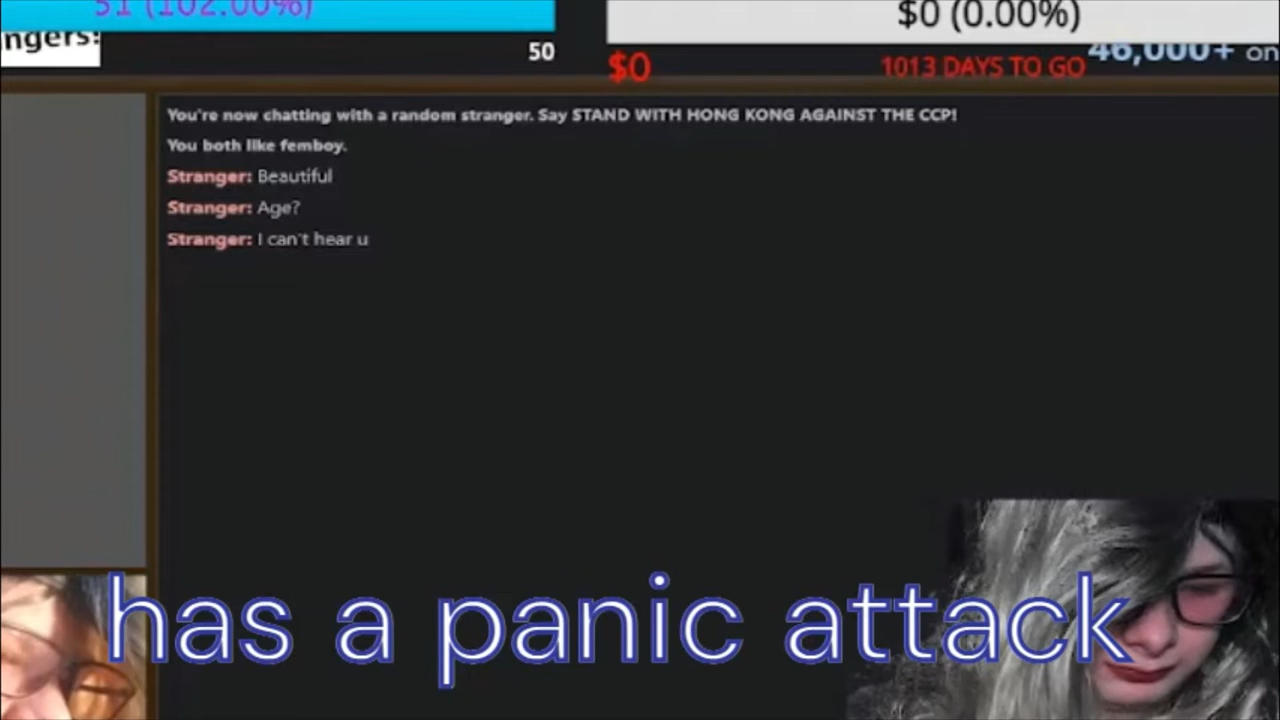 51 (102.00%)
$0 (0.00%)
ngers!
50
$0
1013 DAYS TO GO
46,000+ on
You're now chatting with a random stranger. Say STAND WITH HONG KONG AGAINST THE CCP!
You both like femboy.
Stranger: Beautiful
Stranger: Age?
Stranger: I can't hear u
has a panic attack